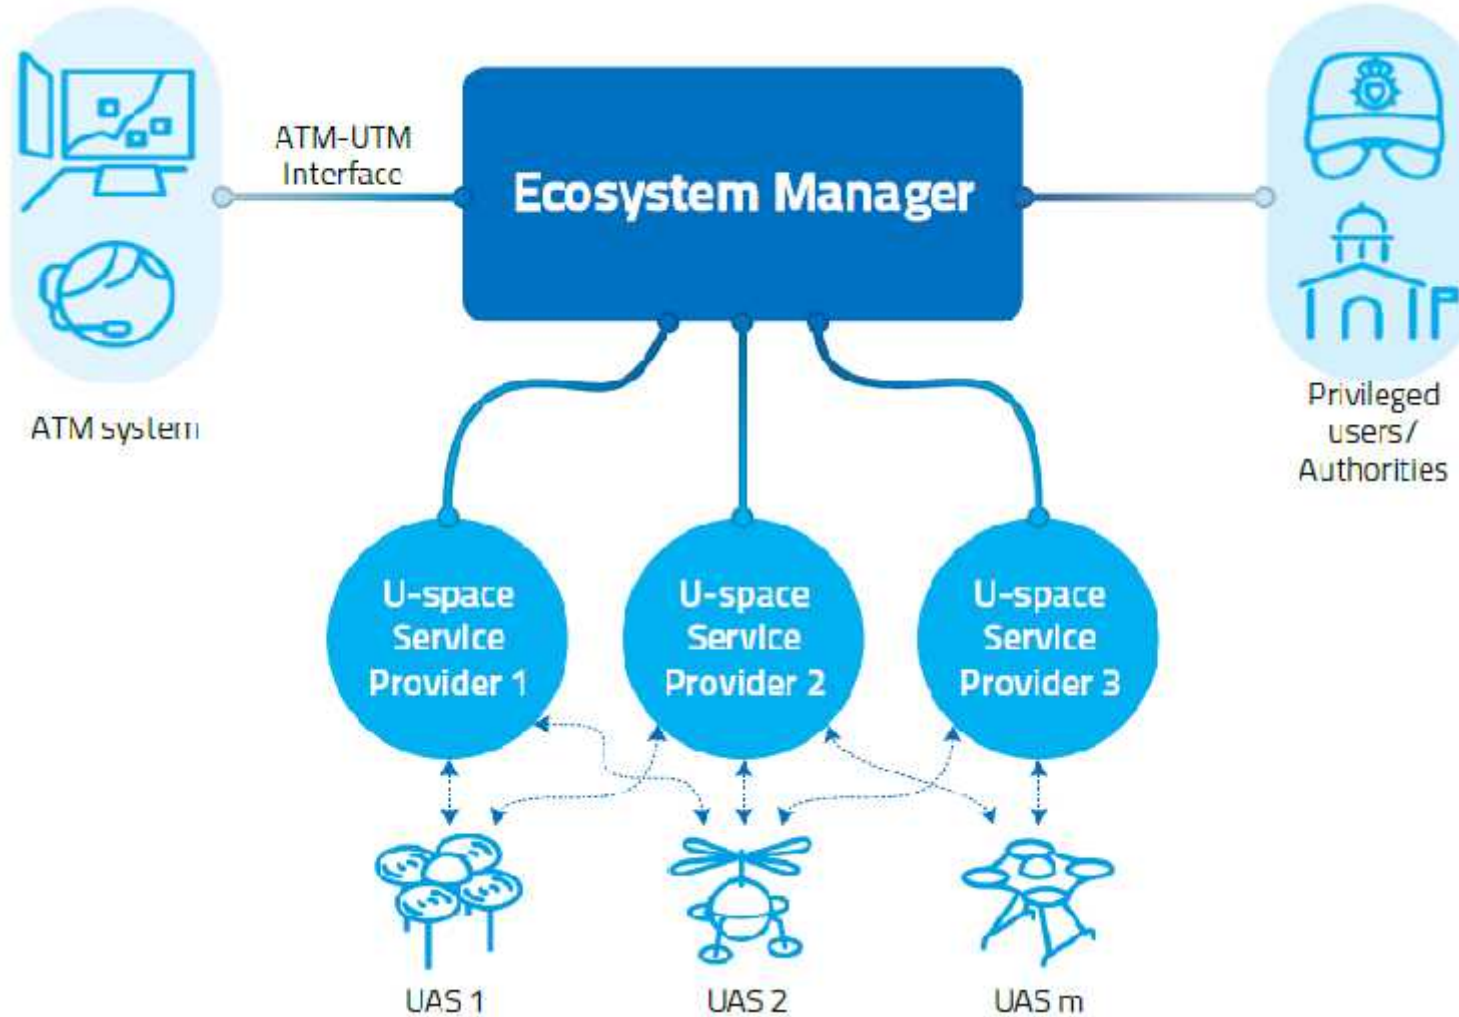 ATM-UTM
Interface
Ecosystem Manager
ATM system
Privileged
users/
Authorities
U-space
Service
Provider 1
U-space
Service
Provider 2
U-space
Service
Provider 3
UAS 1
UAS 2
UAS m